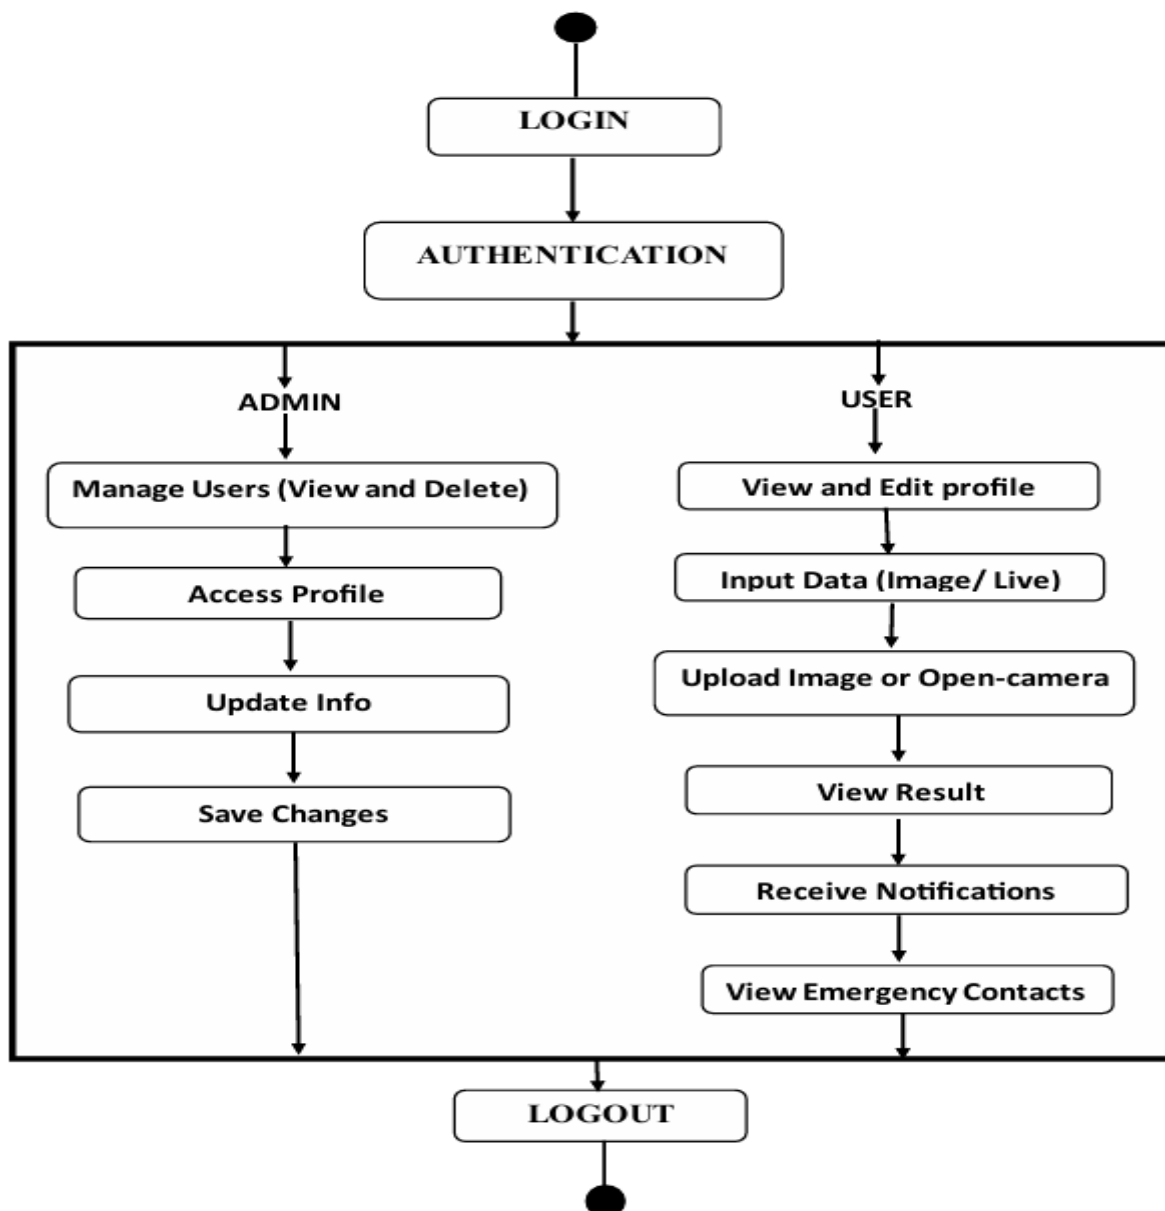 LOGIN
AUTHENTICATION
ADMIN
Manage Users (View and Delete)
Access Profile
Update Info
Save Changes
USER
View and Edit profile
Input Data (Image/ Live)
Upload Image or Open-camera
View Result
Receive Notifications
View Emergency Contacts
LOGOUT